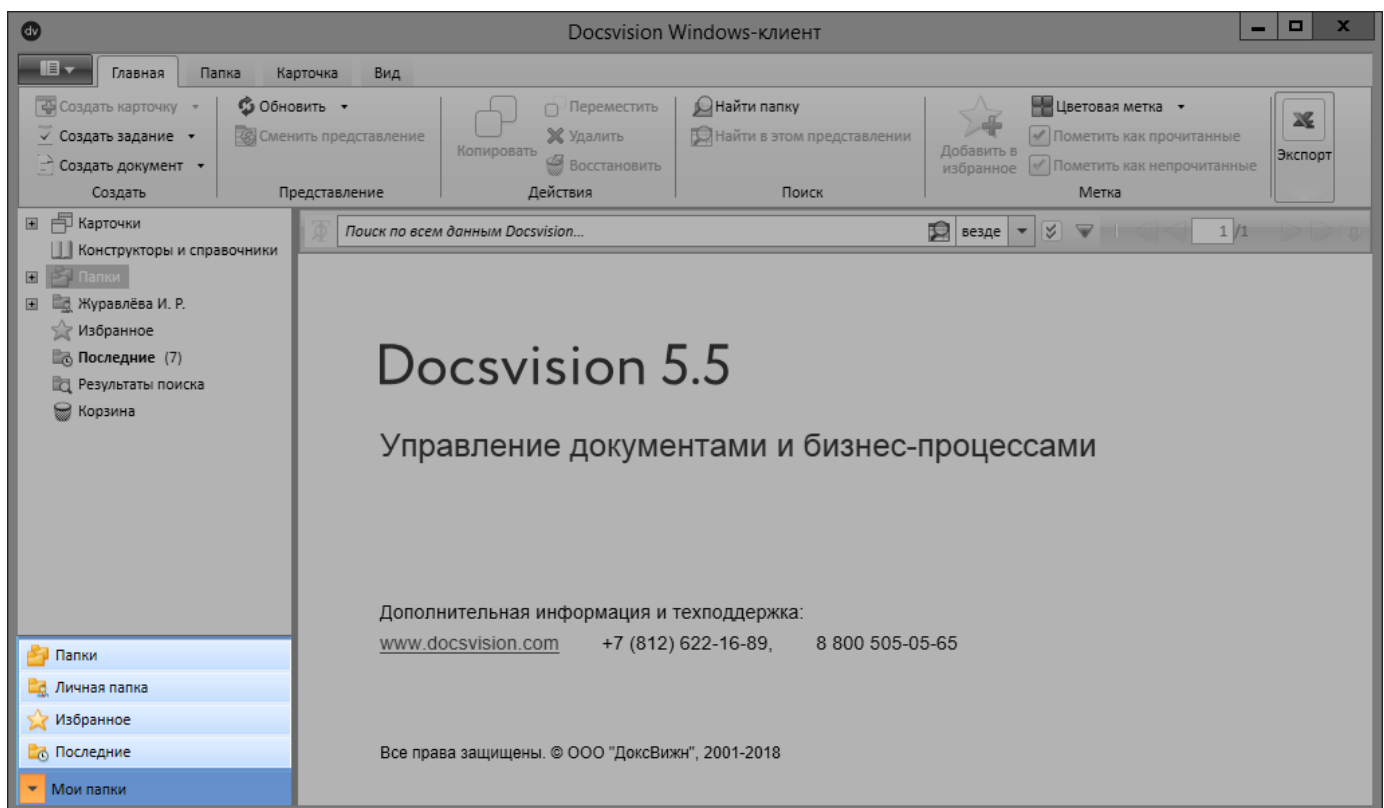 dv Docsvision Windows-клиент
Главная Папка Карточка Вид
Создать карточку
Создать задание
Создать документ
Создать
Обновить
Сменить представление
Представление
Копировать
Переместить
Удалить
Восстановить
Действия
Найти папку
Найти в этом представлении
Поиск
Добавить в
избранное
Цветовая метка
Пометить как прочитанные
Пометить как непрочитанные
Метка
Экспорт
Карточки
Конструкторы и справочники
Папки
Журавлёва И. Р.
Избранное
Последние (7)
Результаты поиска
Корзина
Поиск по всем данным Docsvision... везде 1 /1
Docsvision 5.5
Управление документами и бизнес-процессами
Дополнительная информация и техподдержка:
www.docsvision.com +7 (812) 622-16-89, 8 800 505-05-65
Все права защищены. © ООО "ДоксВижн", 2001-2018
Папки
Личная папка
Избранное
Последние
Мои папки